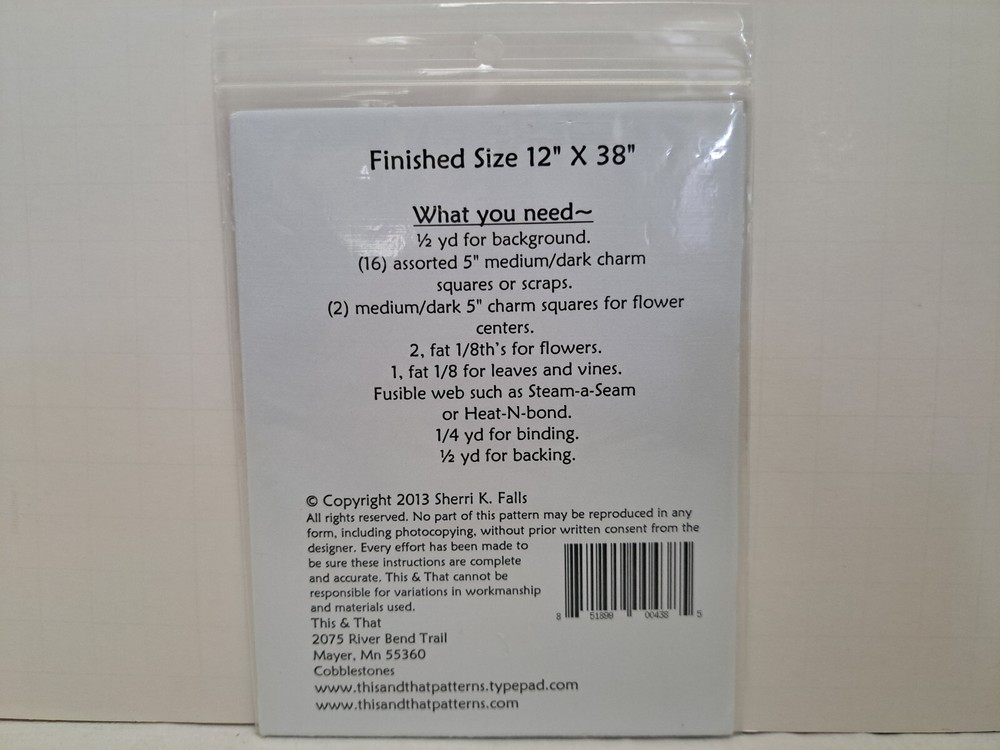 Finished Size 12" X 38"
What you need~
½ yd for background.
(16) assorted 5" medium/dark charm
squares or scraps.
(2) medium/dark 5" charm squares for flower
centers.
2, fat 1/8th's for flowers.
1, fat 1/8 for leaves and vines.
Fusible web such as Steam-a-Seam
or Heat-N-bond.
1/4 yd for binding.
½ yd for backing.
© Copyright 2013 Sherri K. Falls
All rights reserved. No part of this pattern may be reproduced in any
form, including photocopying, without prior written consent from the
designer. Every effort has been made to
be sure these instructions are complete
and accurate. This & That cannot be
responsible for variations in workmanship
and materials used.
This & That
2075 River Bend Trail
Mayer, Mn 55360
Cobblestones
www.thisandthatpatterns.typepad.com
www.thisandthatpatterns.com
8 51899 00438 5